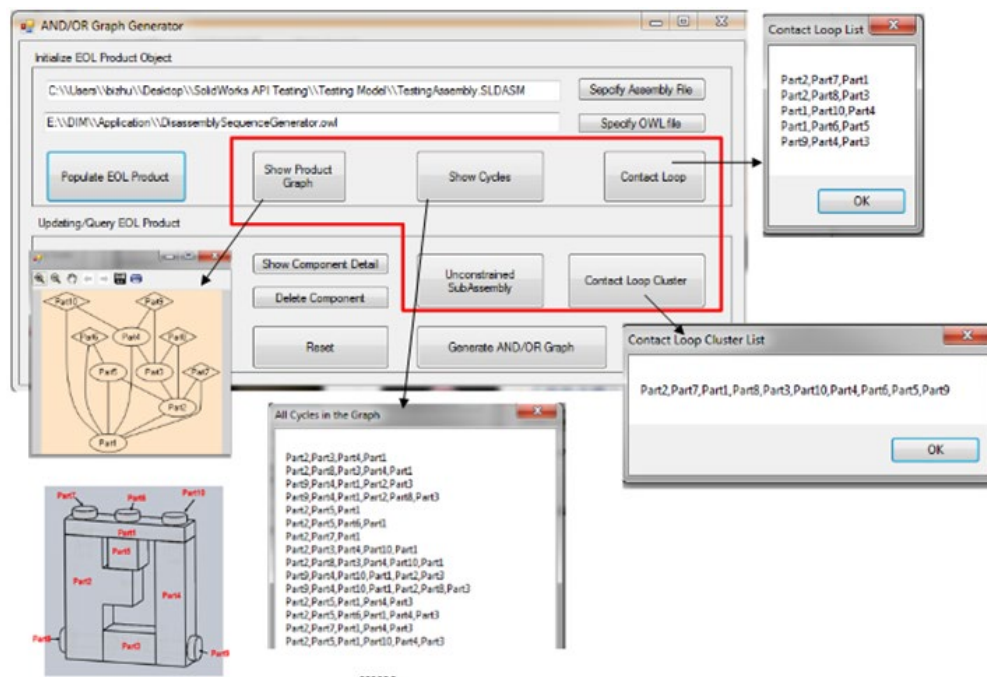 AND/OR Graph Generator
Initialize EOL Product Object
C:\\Users\\bizhu\\Desktop\\SolidWorks API Testing\\Testing Model\\TestingAssembly.SLDASM
Sepcify Assembly File
E:\\DIM\\Application\\DisassemblySequenceGenerator.owl
Specify OWL file
Populate EOL Product
Show Product
Graph
Show Cycles
Contact Loop
Updating/Query EOL Product
Show Component Detail
Delete Component
Unconstrained
SubAssembly
Contact Loop Cluster
Reset
Generate AND/OR Graph
Contact Loop List
Part2,Part7,Part1
Part2,Part8,Part3
Part1,Part10,Part4
Part1,Part6,Part5
Part9,Part4,Part3
OK
Contact Loop Cluster List
Part2,Part7,Part1,Part8,Part3,Part10,Part4,Part6,Part5,Part9
OK
Part10
Part9
Part6
Part4
Part8
Part5
Part3
Part7
Part2
Part1
All Cycles in the Graph
Part2,Part3,Part4,Part1
Part2,Part8,Part3,Part4,Part1
Part9,Part4,Part1,Part2,Part3
Part9,Part4,Part1,Part2,Part8,Part3
Part2,Part5,Part1
Part2,Part5,Part6,Part1
Part2,Part7,Part1
Part2,Part3,Part4,Part10,Part1
Part2,Part8,Part3,Part4,Part10,Part1
Part9,Part4,Part10,Part1,Part2,Part3
Part9,Part4,Part10,Part1,Part2,Part8,Part3
Part2,Part5,Part1,Part4,Part3
Part2,Part5,Part6,Part1,Part4,Part3
Part2,Part7,Part1,Part4,Part3
Part2,Part5,Part1,Part10,Part4,Part3
Part7
Part6
Part10
Part1
Part5
Part2
Part4
Part3
Part8
Part9